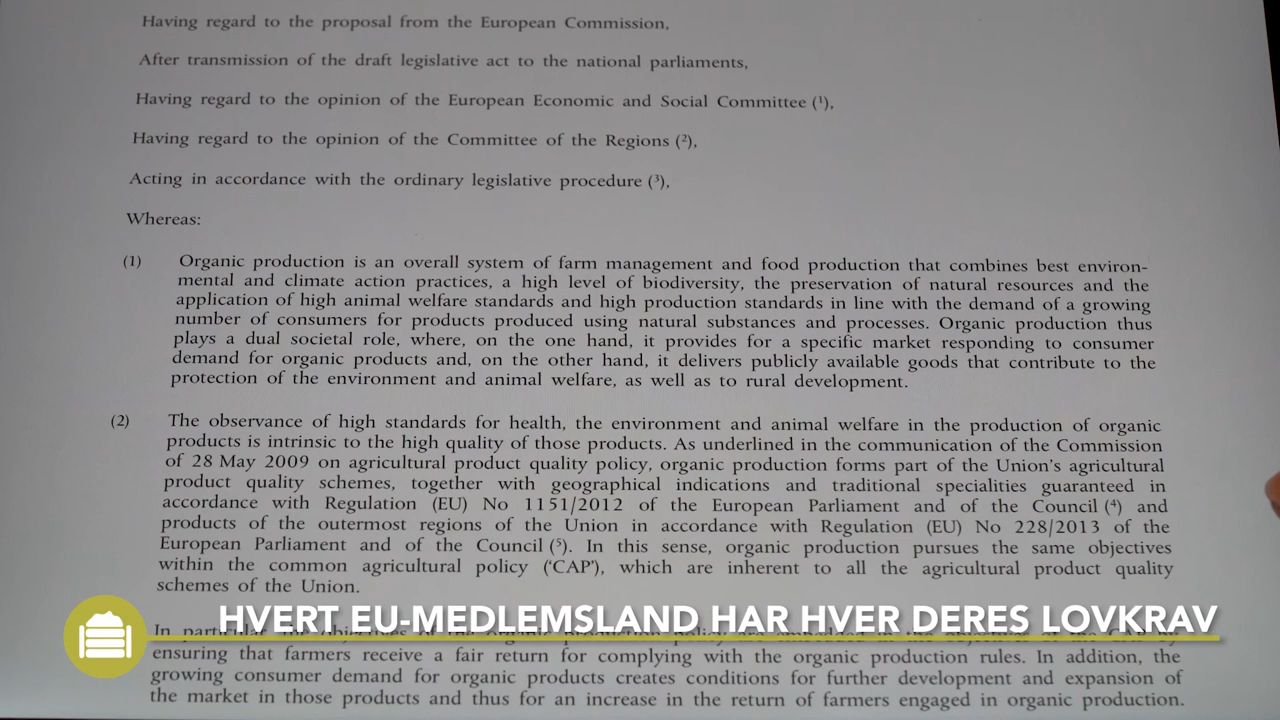 Having regard to the proposal from the European Commission,
After transmission of the draft legislative act to the national parliaments,
Having regard to the opinion of the European Economic and Social Committee (¹),
Having regard to the opinion of the Committee of the Regions (²),
Acting in accordance with the ordinary legislative procedure (³),
Whereas:
(1) Organic production is an overall system of farm management and food production that combines best environ-
mental and climate action practices, a high level of biodiversity, the preservation of natural resources and the
application of high animal welfare standards and high production standards in line with the demand of a growing
number of consumers for products produced using natural substances and processes. Organic production thus
plays a dual societal role, where, on the one hand, it provides for a specific market responding to consumer
demand for organic products and, on the other hand, it delivers publicly available goods that contribute to the
protection of the environment and animal welfare, as well as to rural development.
(2) The observance of high standards for health, the environment and animal welfare in the production of organic
products is intrinsic to the high quality of those products. As underlined in the communication of the Commission
of 28 May 2009 on agricultural product quality policy, organic production forms part of the Union's agricultural
product quality schemes, together with geographical indications and traditional specialities guaranteed in
accordance with Regulation (EU) No 1151/2012 of the European Parliament and of the Council (⁴) and
products of the outermost regions of the Union in accordance with Regulation (EU) No 228/2013 of the
European Parliament and of the Council (⁵). In this sense, organic production pursues the same objectives
within the common agricultural policy ('CAP'), which are inherent to all the agricultural product quality
schemes of the Union.
HVERT EU-MEDLEMSLAND HAR HVER DERES LOVKRAV
In particular, the
ensuring that farmers receive a fair return for complying with the organic production rules. In addition, the
growing consumer demand for organic products creates conditions for further development and expansion of
the market in those products and thus for an increase in the return of farmers engaged in organic production.